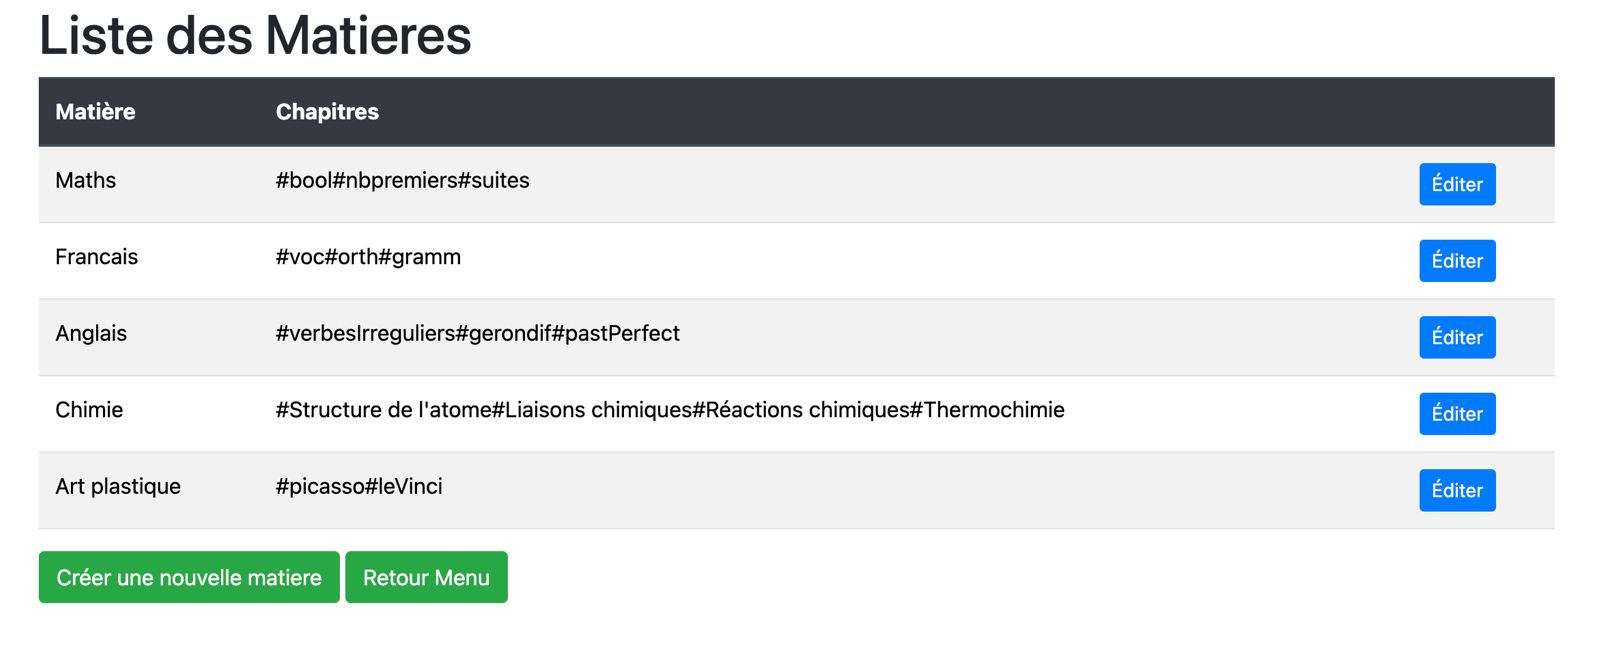 Liste des Matieres
Matière Chapitres
Maths #bool#nbpremiers#suites Éditer
Francais #voc#orth#gramm Éditer
Anglais #verbesIrreguliers#gerondif#pastPerfect Éditer
Chimie #Structure de l'atome#Liaisons chimiques#Réactions chimiques#Thermochimie Éditer
Art plastique #picasso#leVinci Éditer
Créer une nouvelle matiere Retour Menu